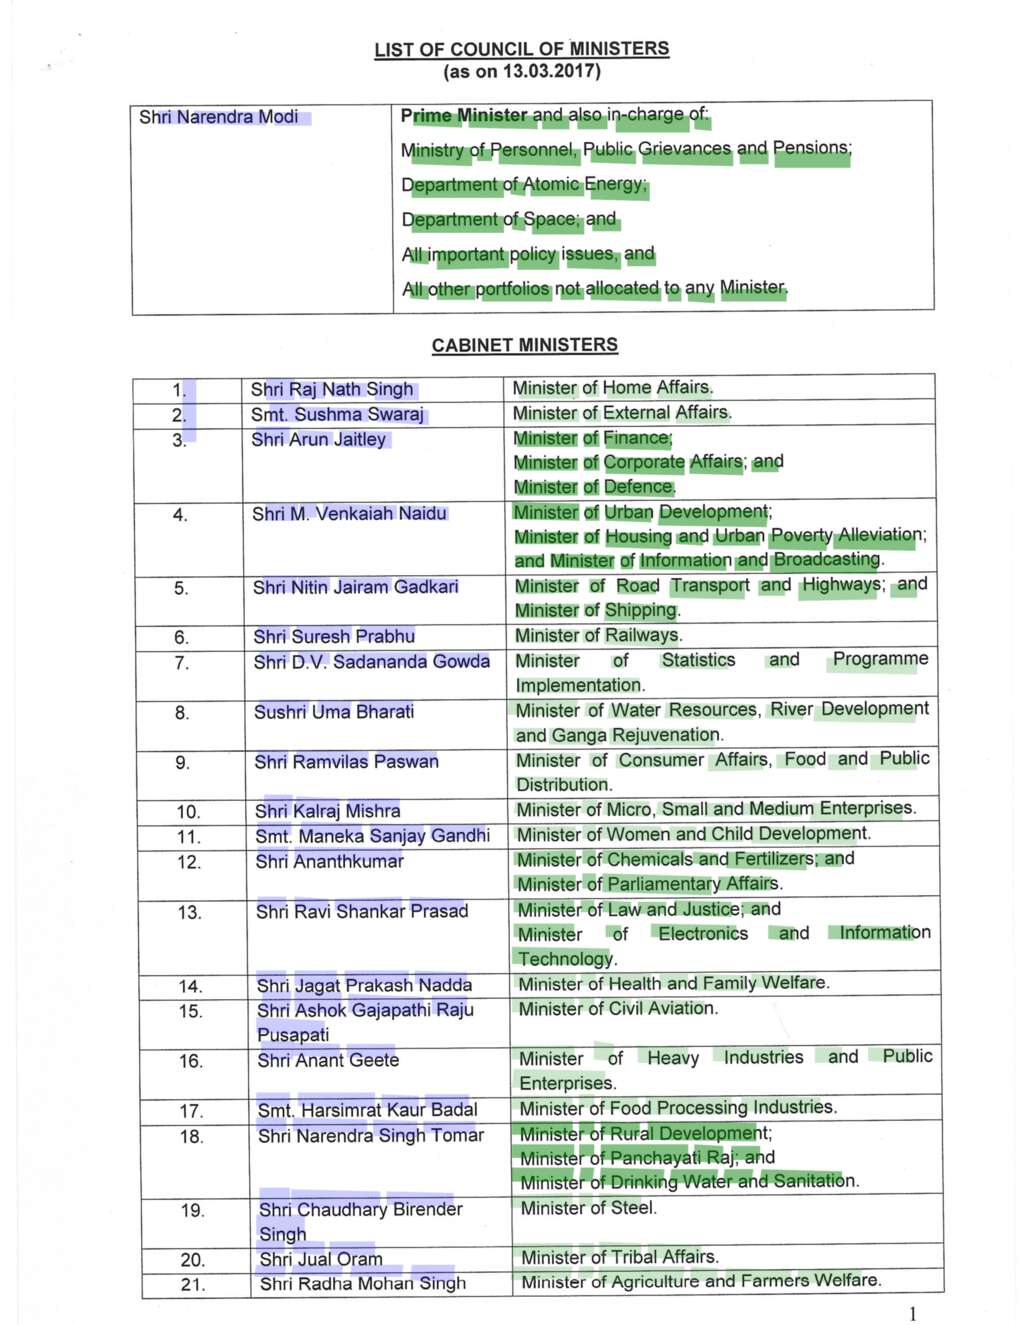 LIST OF COUNCIL OF MINISTERS
(as on 13.03.2017)
Shri Narendra Modi
Prime Minister and also in-charge of:
Ministry of Personnel, Public Grievances and Pensions;
Department of Atomic Energy;
Department of Space; and
All important policy issues, and
All other portfolios not allocated to any Minister.
CABINET MINISTERS
1. Shri Raj Nath Singh Minister of Home Affairs.
2. Smt. Sushma Swaraj Minister of External Affairs.
3. Shri Arun Jaitley Minister of Finance;
Minister of Corporate Affairs; and
Minister of Defence.
4. Shri M. Venkaiah Naidu Minister of Urban Development;
Minister of Housing and Urban Poverty Alleviation;
and Minister of Information and Broadcasting.
5. Shri Nitin Jairam Gadkari Minister of Road Transport and Highways; and
Minister of Shipping.
6. Shri Suresh Prabhu Minister of Railways.
7. Shri D.V. Sadananda Gowda Minister of Statistics and Programme
Implementation.
8. Sushri Uma Bharati Minister of Water Resources, River Development
and Ganga Rejuvenation.
9. Shri Ramvilas Paswan Minister of Consumer Affairs, Food and Public
Distribution.
10. Shri Kalraj Mishra Minister of Micro, Small and Medium Enterprises.
11. Smt. Maneka Sanjay Gandhi Minister of Women and Child Development.
12. Shri Ananthkumar Minister of Chemicals and Fertilizers; and
Minister of Parliamentary Affairs.
13. Shri Ravi Shankar Prasad Minister of Law and Justice; and
Minister of Electronics and Information
Technology.
14. Shri Jagat Prakash Nadda Minister of Health and Family Welfare.
15. Shri Ashok Gajapathi Raju Minister of Civil Aviation.
Pusapati
16. Shri Anant Geete Minister of Heavy Industries and Public
Enterprises.
17. Smt. Harsimrat Kaur Badal Minister of Food Processing Industries.
18. Shri Narendra Singh Tomar Minister of Rural Development;
Minister of Panchayati Raj; and
Minister of Drinking Water and Sanitation.
19. Shri Chaudhary Birender Minister of Steel.
Singh
20. Shri Jual Oram Minister of Tribal Affairs.
21. Shri Radha Mohan Singh Minister of Agriculture and Farmers Welfare.
1